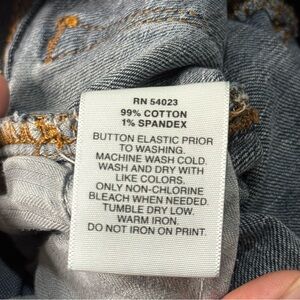 RN 54023
99% COTTON
1% SPANDEX
BUTTON ELASTIC PRIOR
TO WASHING.
MACHINE WASH COLD.
WASH AND DRY WITH
LIKE COLORS.
ONLY NON-CHLORINE
BLEACH WHEN NEEDED.
TUMBLE DRY LOW.
WARM IRON.
DO NOT IRON ON PRINT.